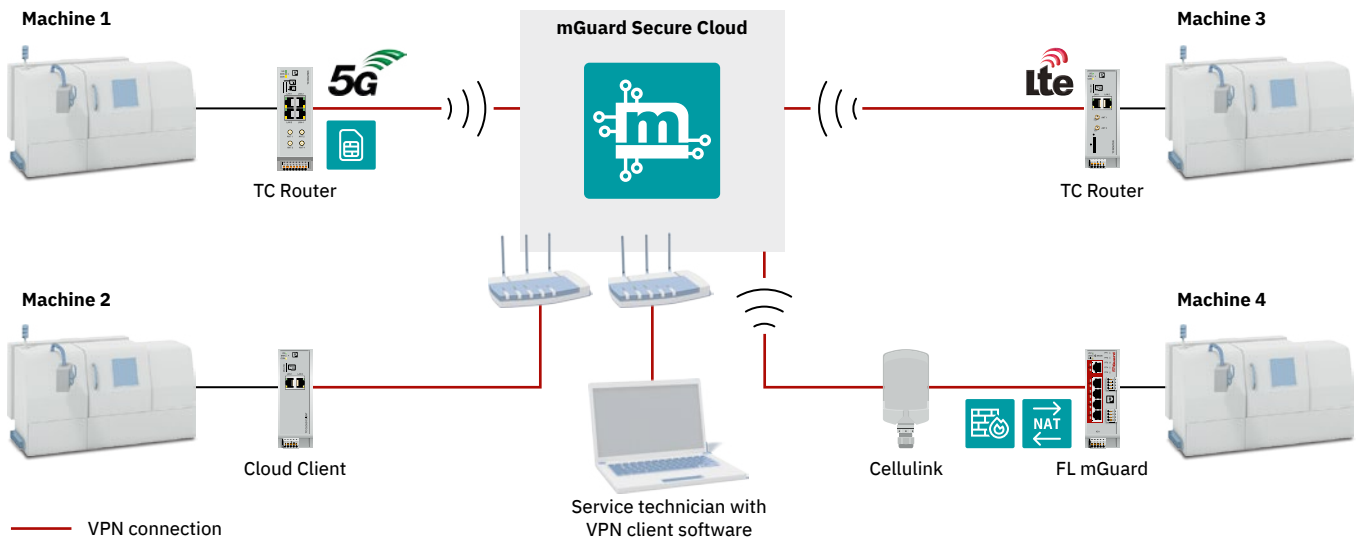 Machine 1
mGuard Secure Cloud
Machine 3
5G
Lte
m
TC Router
TC Router
Machine 2
Machine 4
NAT
Cloud Client
Cellulink
FL mGuard
Service technician with
VPN client software
VPN connection